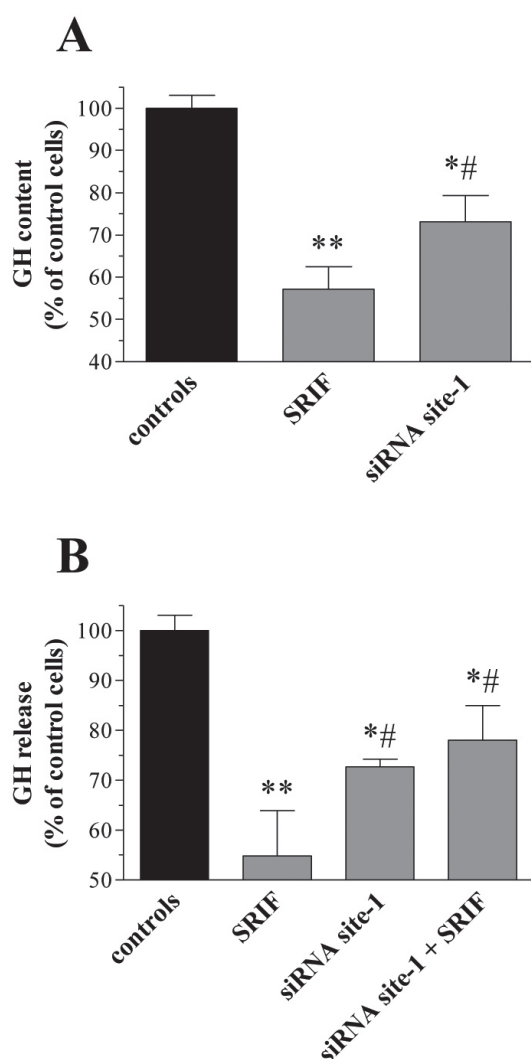 A
GH content
(% of control cells)
100
90
80
70
60
50
40
**
*#
controls
SRIF
siRNA site-1
B
GH release
(% of control cells)
100
90
80
70
60
50
**
*#
*#
controls
SRIF
siRNA site-1
siRNA site-1 + SRIF